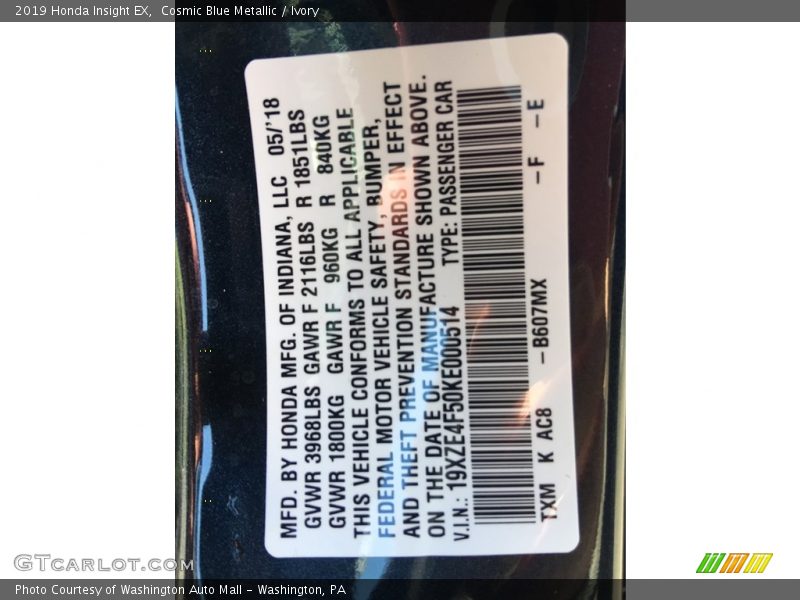 2019 Honda Insight EX,  Cosmic Blue Metallic / Ivory
MFD. BY HONDA MFG. OF INDIANA, LLC 05/'18
GVWR 3968LBS GAWR F 2116LBS R 1851LBS
GVWR 1800KG GAWR F 960KG R 840KG
THIS VEHICLE CONFORMS TO ALL APPLICABLE
FEDERAL MOTOR VEHICLE SAFETY, BUMPER,
AND THEFT PREVENTION STANDARDS IN EFFECT
ON THE DATE OF MANUFACTURE SHOWN ABOVE.
V.I.N.: 19XZE4F50KE000514 TYPE: PASSENGER CAR
TXM K AC8 –B607MX –F –E
GTCarlot.com
Photo Courtesy of Washington Auto Mall – Washington, PA